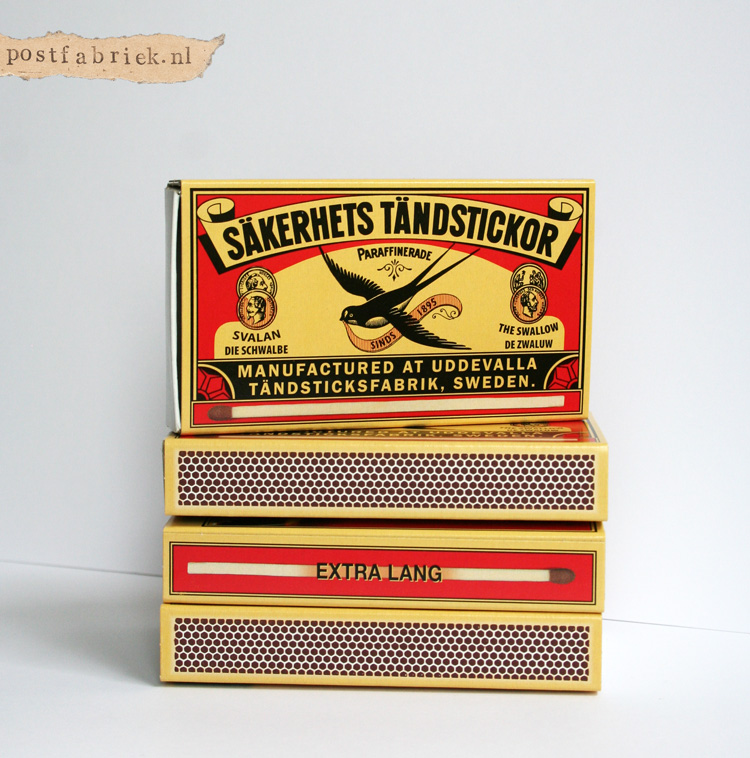 postfabriek.nl
SÄKERHETS TÄNDSTICKOR
PARAFFINERADE
SINDS 1895
SVALAN
DIE SCHWALBE
THE SWALLOW
DE ZWALUW
MANUFACTURED AT UDDEVALLA
TÄNDSTICKSFABRIK, SWEDEN.
EXTRA LANG